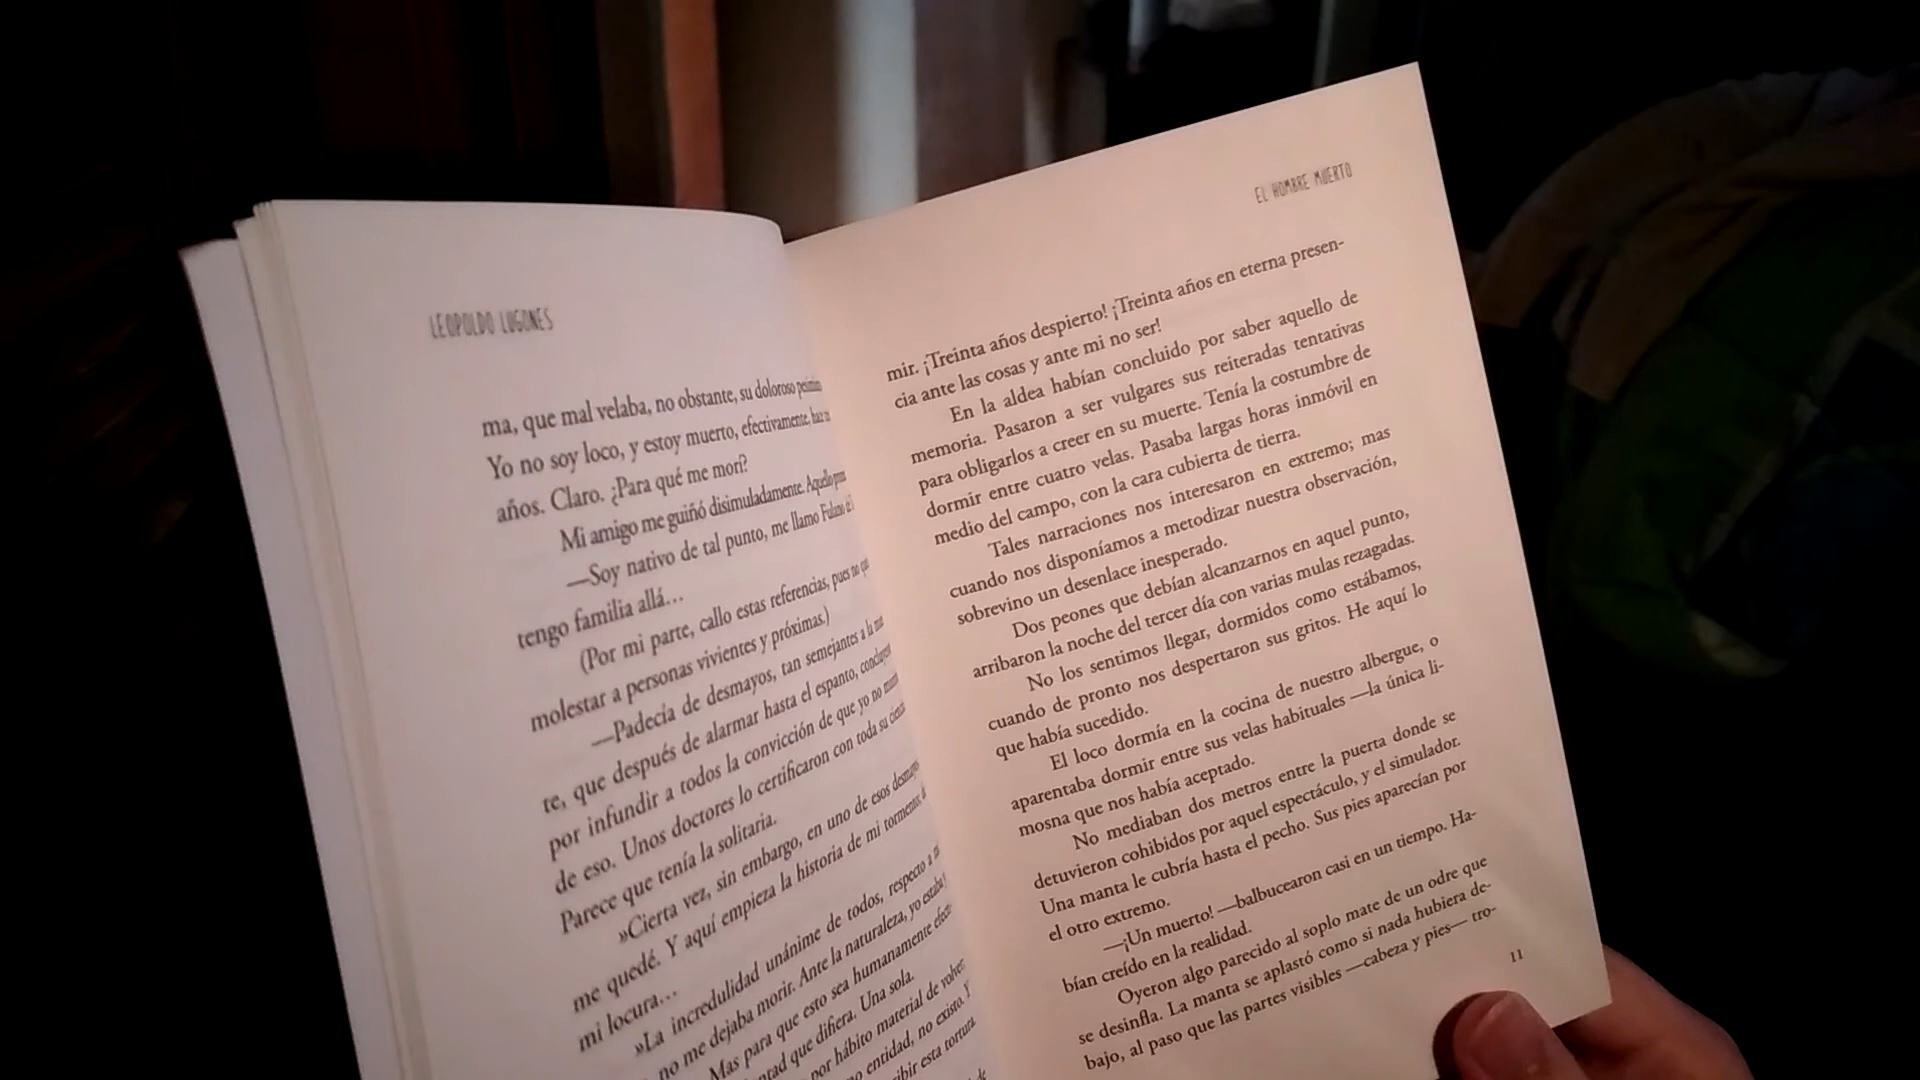 LEOPOLDO LUGONES
ma, que mal velaba, no obstante, su doloroso
Yo no soy loco, y estoy muerto, efectivamente,
años. Claro. ¿Para qué me morí?
Mi amigo me guiñó disimuladamente. Aquello
—Soy nativo de tal punto, me llamo Fulano
tengo familia allá...
(Por mi parte, callo estas referencias, pues no
molestar a personas vivientes y próximas.)
—Padecía de desmayos, tan semejantes a la
te, que después de alarmar hasta el espanto,
por infundir a todos la convicción de que yo no
de eso. Unos doctores lo certificaron con toda su
Parece que tenía la solitaria.
»Cierta vez, sin embargo, en uno de esos
me quedé. Y aquí empieza la historia de mi tormento;
mi locura...
»La incredulidad unánime de todos, respecto a
no me dejaba morir. Ante la naturaleza, yo estaba
Mas para que esto sea humanamente
que difiera. Una sola.
por hábito material de
entidad, no existo. Y
esta tortura
EL HOMBRE MUERTO
mir. ¡Treinta años despierto! ¡Treinta años en eterna presen-
cia ante las cosas y ante mi no ser!
En la aldea habían concluido por saber aquello de
memoria. Pasaron a ser vulgares sus reiteradas tentativas
para obligarlos a creer en su muerte. Tenía la costumbre de
dormir entre cuatro velas. Pasaba largas horas inmóvil en
medio del campo, con la cara cubierta de tierra.
Tales narraciones nos interesaron en extremo; mas
cuando nos disponíamos a metodizar nuestra observación,
sobrevino un desenlace inesperado.
Dos peones que debían alcanzarnos en aquel punto,
arribaron la noche del tercer día con varias mulas rezagadas.
No los sentimos llegar, dormidos como estábamos,
cuando de pronto nos despertaron sus gritos. He aquí lo
que había sucedido.
El loco dormía en la cocina de nuestro albergue, o
aparentaba dormir entre sus velas habituales —la única li-
mosna que nos había aceptado.
No mediaban dos metros entre la puerta donde se
detuvieron cohibidos por aquel espectáculo, y el simulador.
Una manta le cubría hasta el pecho. Sus pies aparecían por
el otro extremo.
—¡Un muerto! —balbucearon casi en un tiempo. Ha-
bían creído en la realidad.
Oyeron algo parecido al soplo mate de un odre que
se desinfla. La manta se aplastó como si nada hubiera de-
bajo, al paso que las partes visibles —cabeza y pies— tro-
11